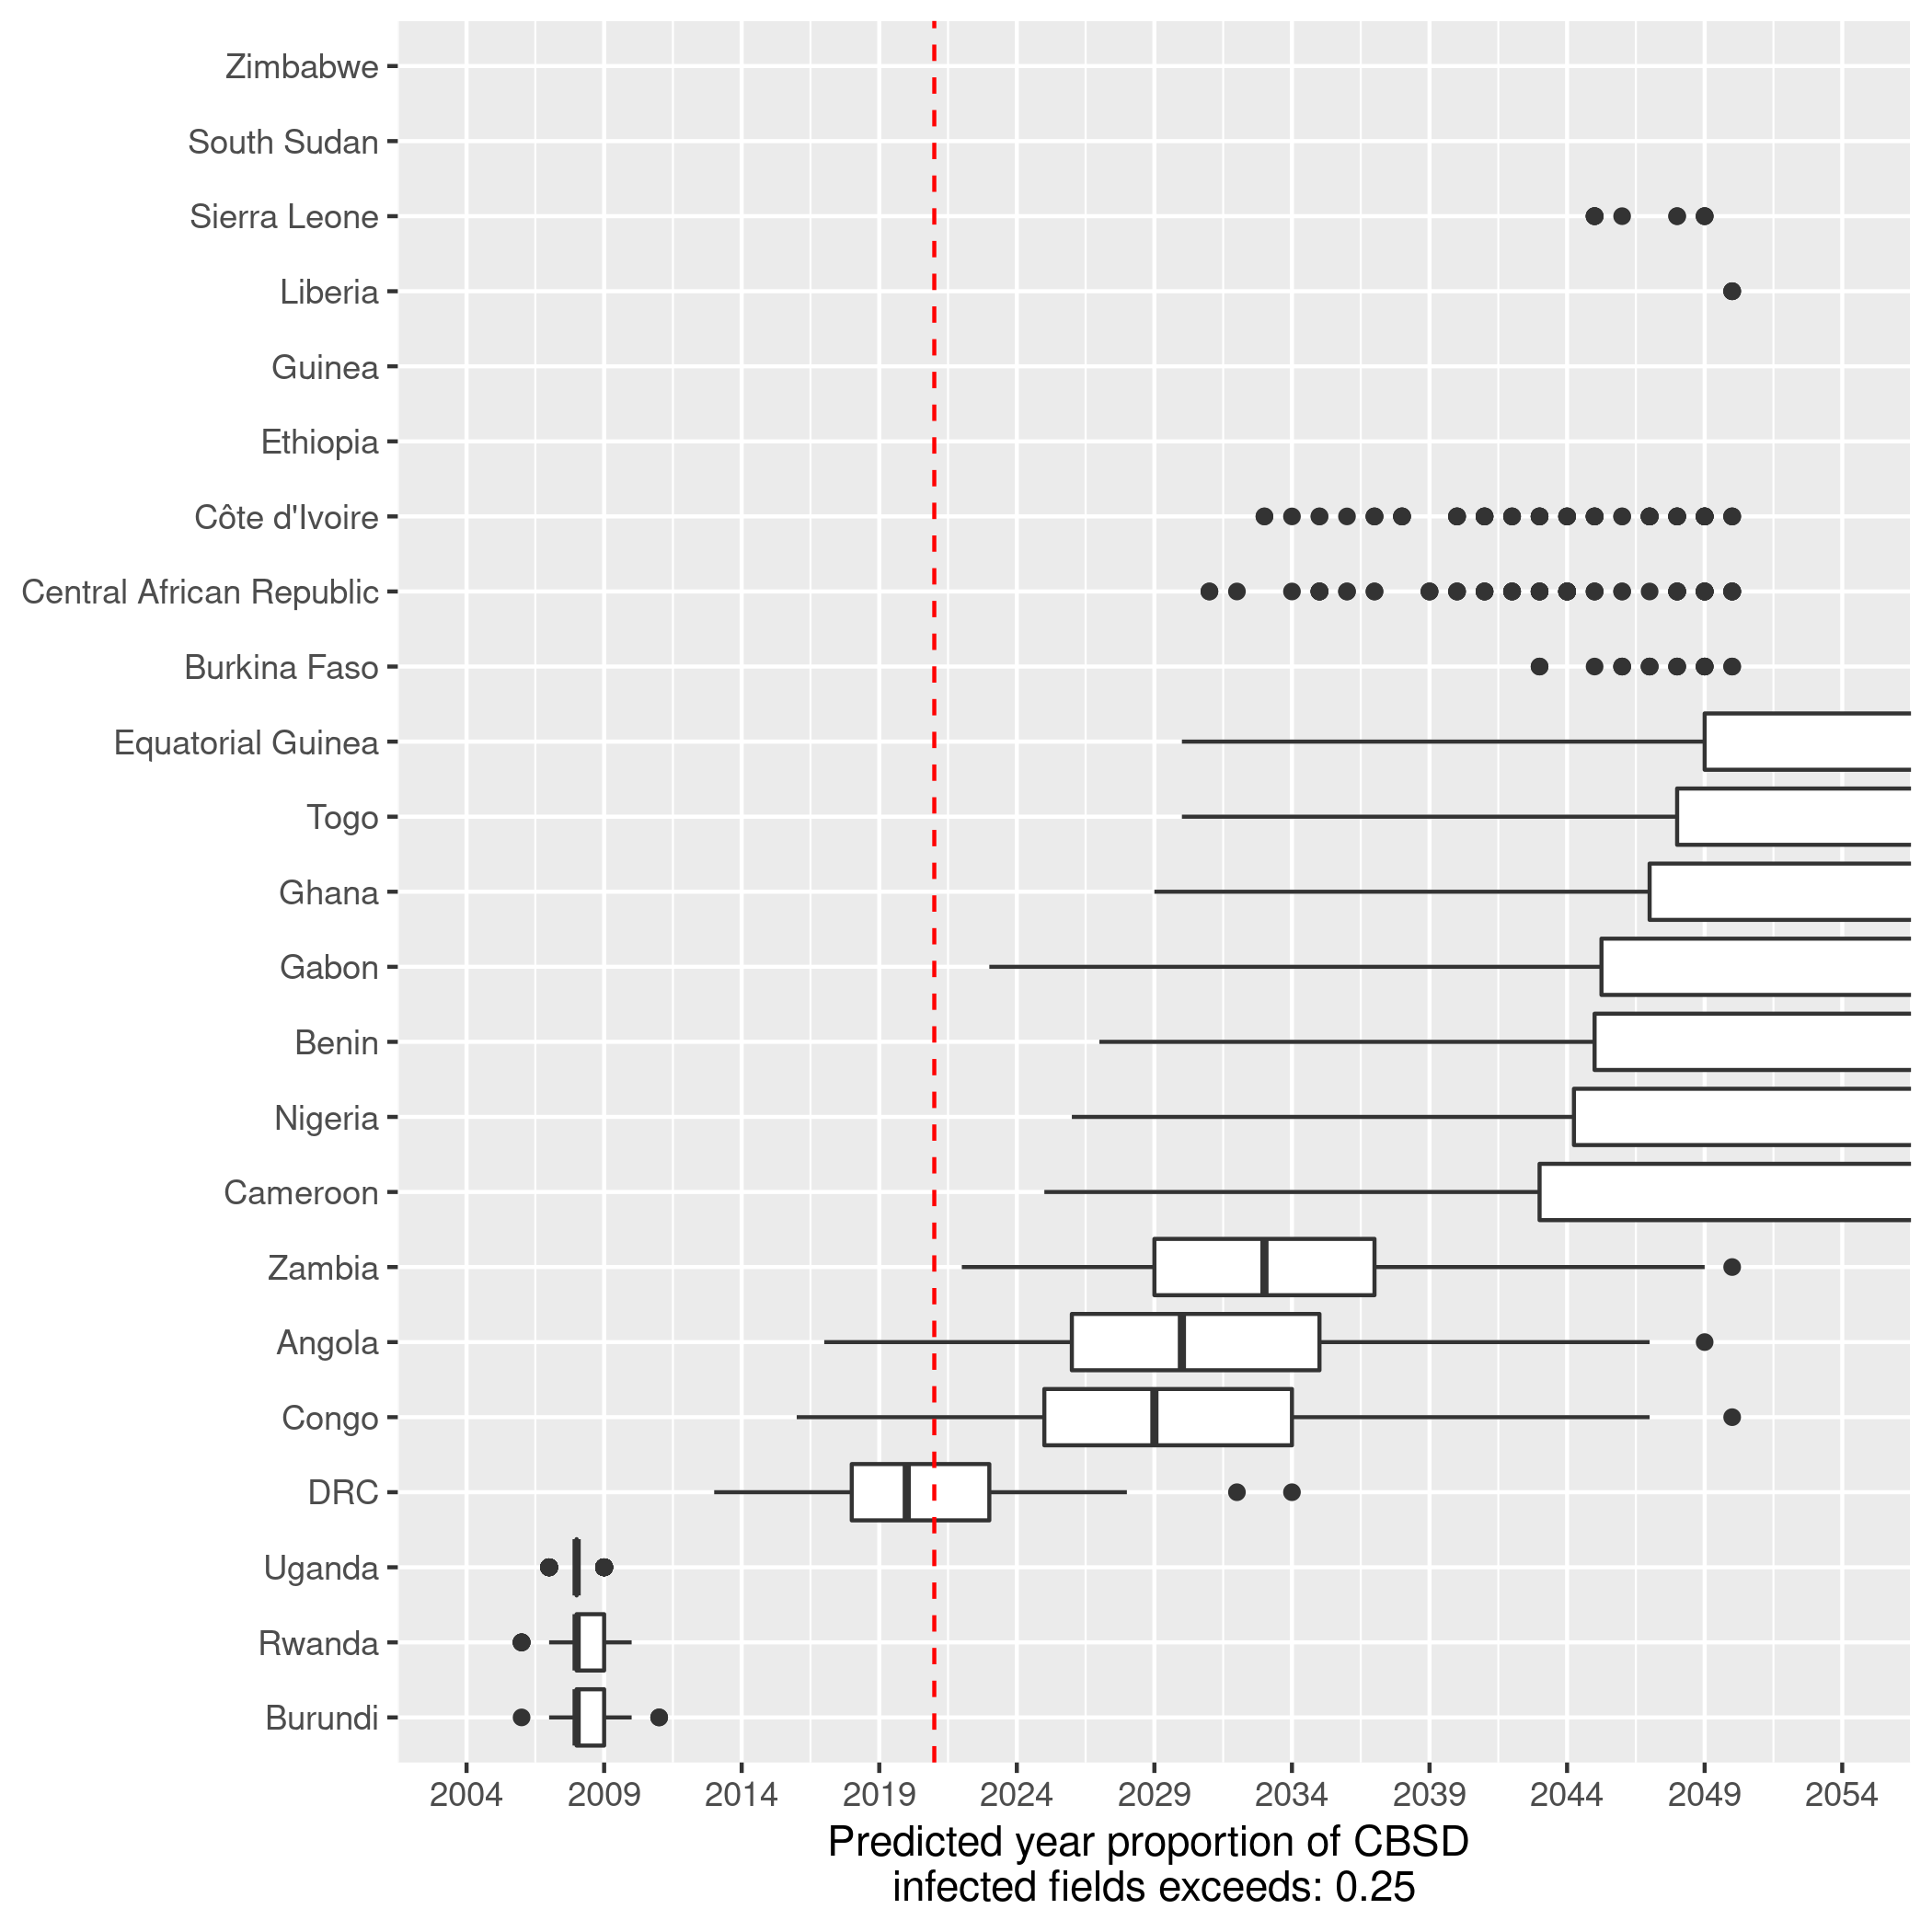 Zimbabwe
South Sudan
Sierra Leone
Liberia
Guinea
Ethiopia
Côte d'Ivoire
Central African Republic
Burkina Faso
Equatorial Guinea
Togo
Ghana
Gabon
Benin
Nigeria
Cameroon
Zambia
Angola
Congo
DRC
Uganda
Rwanda
Burundi
2004 2009 2014 2019 2024 2029 2034 2039 2044 2049 2054
Predicted year proportion of CBSD
infected fields exceeds: 0.25